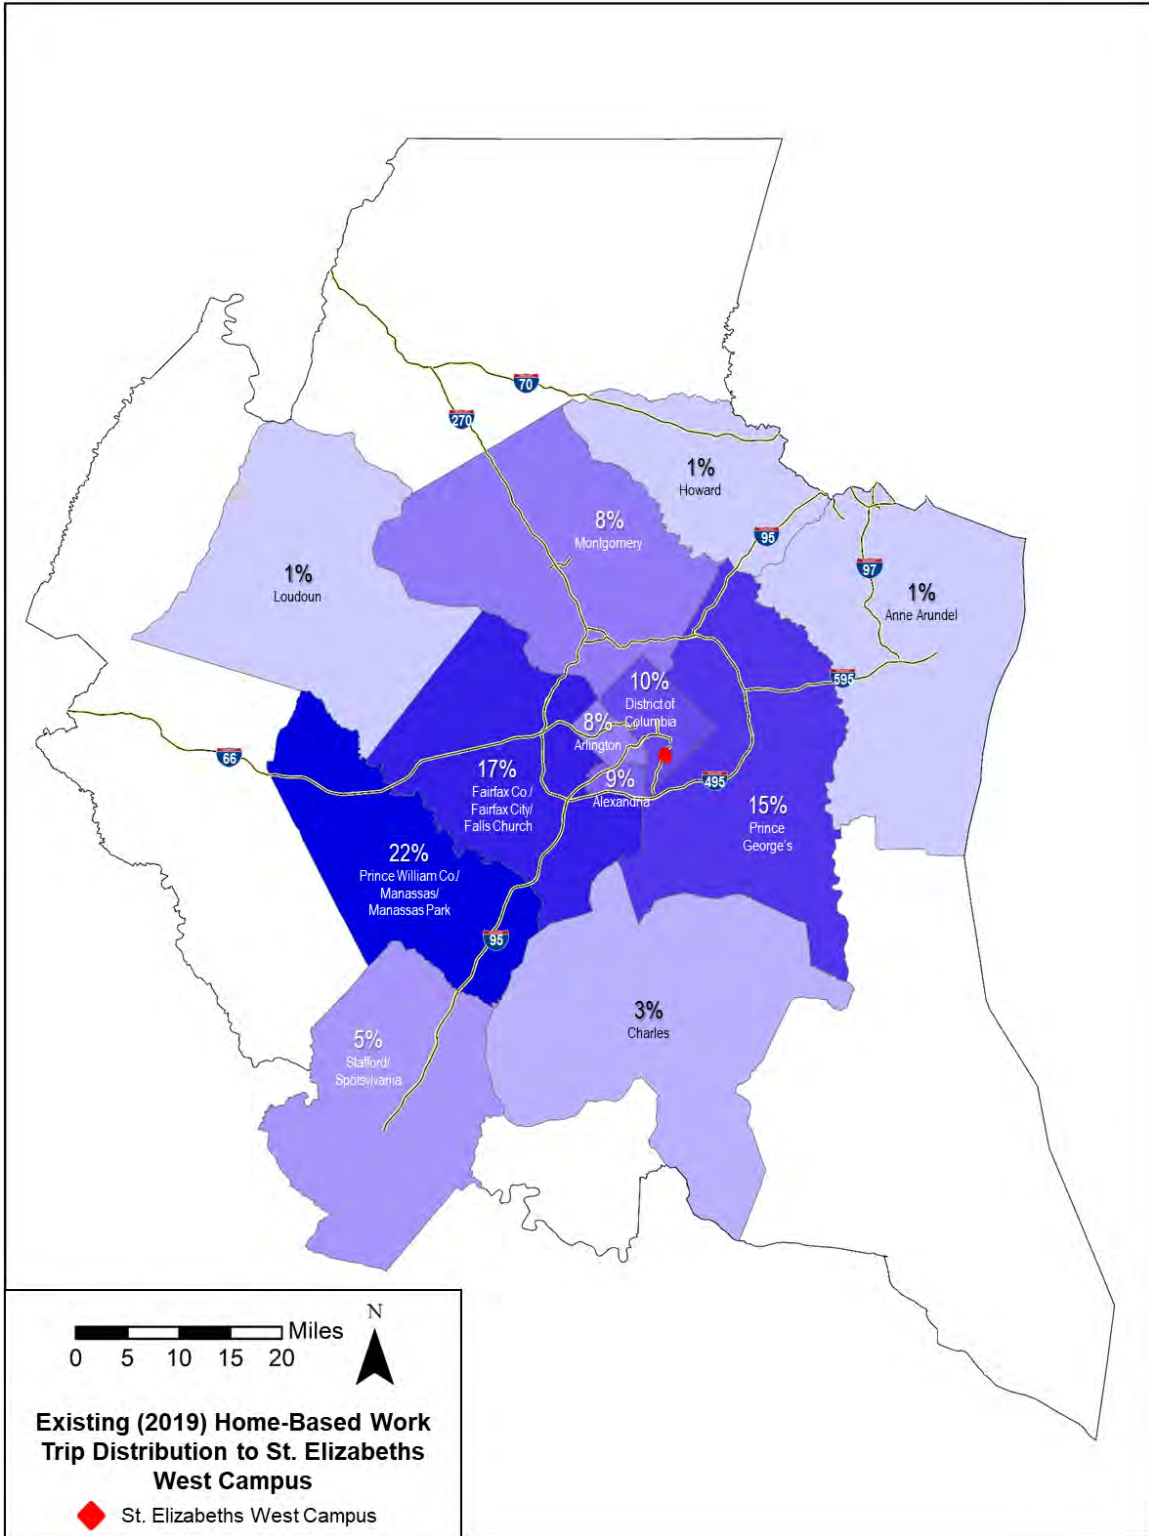 70
270
1%
Howard
8%
Montgomery
95
97
1%
Loudoun
1%
Anne Arundel
595
10%
District of
Columbia
8%
Arlington
66
17%
Fairfax Co./
Fairfax City/
Falls Church
9%
Alexandria
495
15%
Prince
George's
22%
Prince William Co./
Manassas/
Manassas Park
95
3%
Charles
5%
Stafford/
Spotsylvania
N
Miles
0 5 10 15 20
Existing (2019) Home-Based Work
Trip Distribution to St. Elizabeths
West Campus
St. Elizabeths West Campus